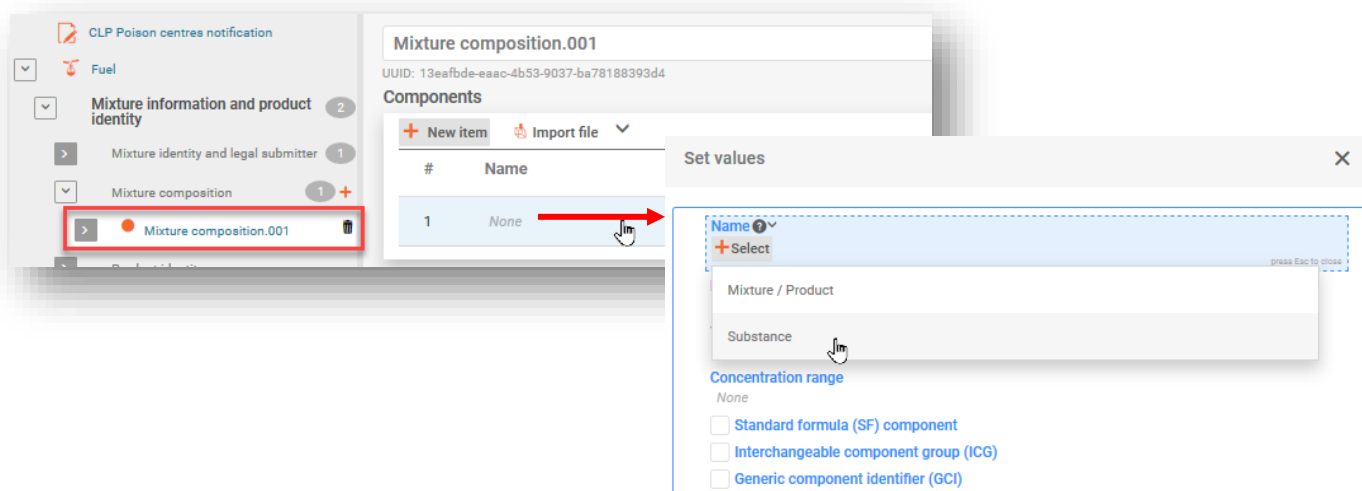 CLP Poison centres notification
Fuel
Mixture information and product
identity
2
Mixture identity and legal submitter
1
Mixture composition
1
Mixture composition.001
Mixture composition.001
UUID: 13eafbde-eaac-4b53-9037-ba78188393d4
Components
New item
Import file
# Name
1 None
Set values
Name
Select
press Esc to close
Mixture / Product
Substance
Concentration range
None
Standard formula (SF) component
Interchangeable component group (ICG)
Generic component identifier (GCI)